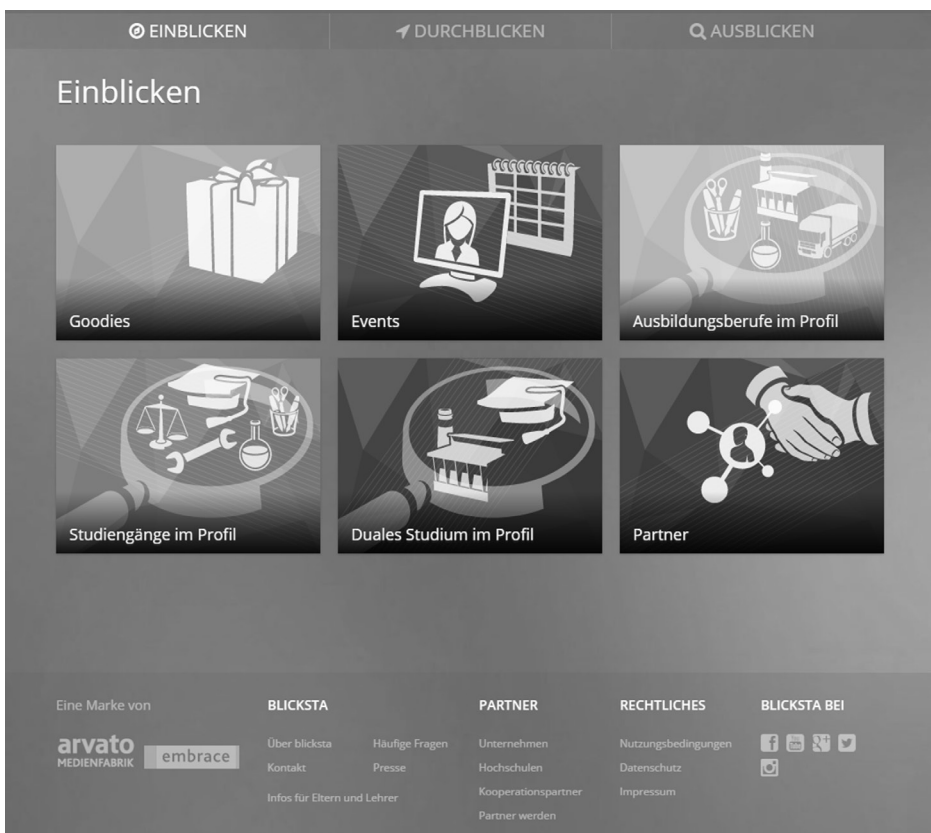 EINBLICKEN DURCHBLICKEN AUSBLICKEN
Einblicken
Goodies
Events
Ausbildungsberufe im Profil
Studiengänge im Profil
Duales Studium im Profil
Partner
Eine Marke von
arvato
MEDIENFABRIK
embrace
BLICKSTA
Über blicksta Häufige Fragen
Kontakt Presse
Infos für Eltern und Lehrer
PARTNER
Unternehmen
Hochschulen
Kooperationspartner
Partner werden
RECHTLICHES
Nutzungsbedingungen
Datenschutz
Impressum
BLICKSTA BEI